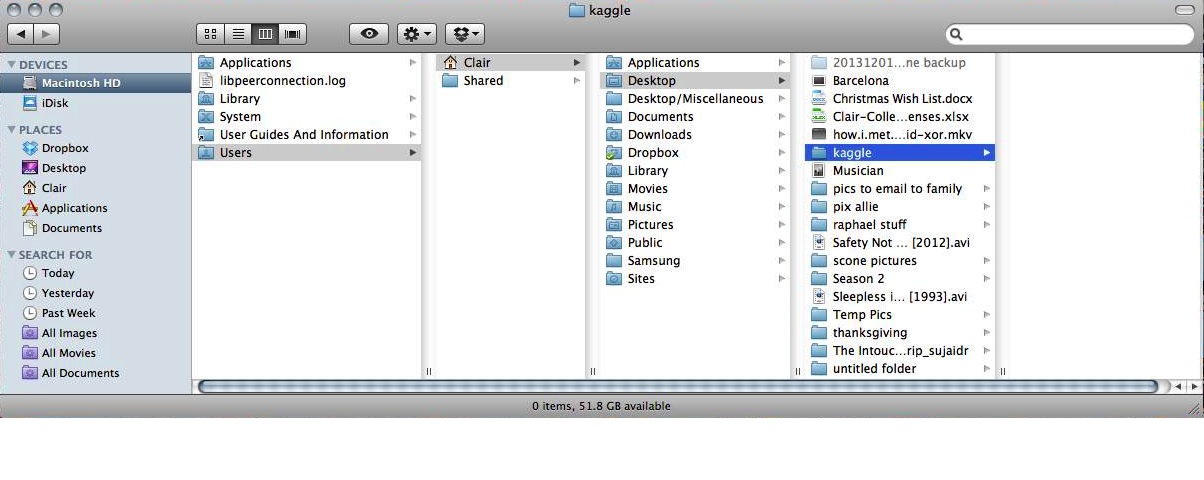 kaggle
DEVICES
Macintosh HD
iDisk
PLACES
Dropbox
Desktop
Clair
Applications
Documents
SEARCH FOR
Today
Yesterday
Past Week
All Images
All Movies
All Documents
Applications
libpeerconnection.log
Library
System
User Guides And Information
Users
Clair
Shared
Applications
Desktop
Desktop/Miscellaneous
Documents
Downloads
Dropbox
Library
Movies
Music
Pictures
Public
Samsung
Sites
20131201...ne backup
Barcelona
Christmas Wish List.docx
Clair-Colle...enses.xlsx
how.i.met....id-xor.mkv
kaggle
Musician
pics to email to family
pix allie
raphael stuff
Safety Not ... [2012].avi
scone pictures
Season 2
Sleepless i... [1993].avi
Temp Pics
thanksgiving
The Intouc...rip_sujaidr
untitled folder
0 items, 51.8 GB available